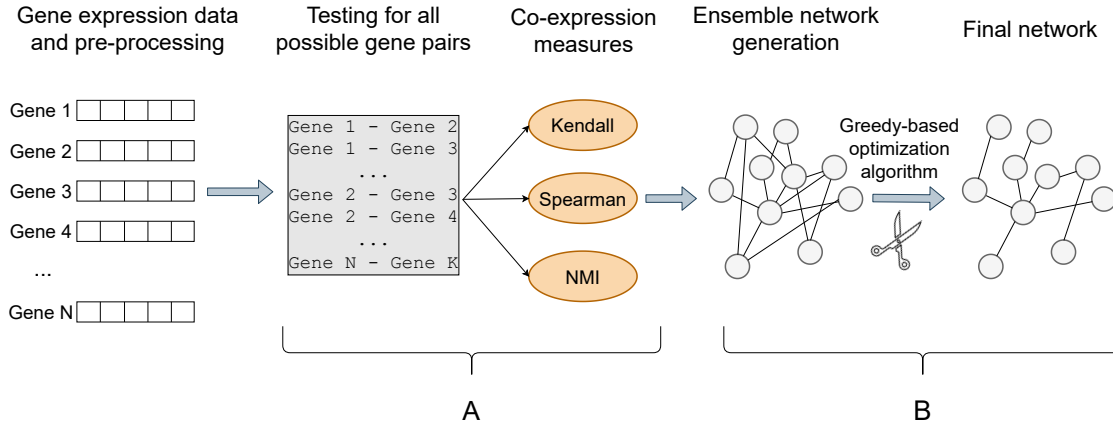 Gene expression data
and pre-processing
Testing for all
possible gene pairs
Co-expression
measures
Ensemble network
generation
Final network
Gene 1
Gene 2
Gene 3
Gene 4
...
Gene N
Gene 1 - Gene 2
Gene 1 - Gene 3
...
Gene 2 - Gene 3
Gene 2 - Gene 4
...
Gene N - Gene K
Kendall
Spearman
NMI
Greedy-based
optimization
algorithm
A
B